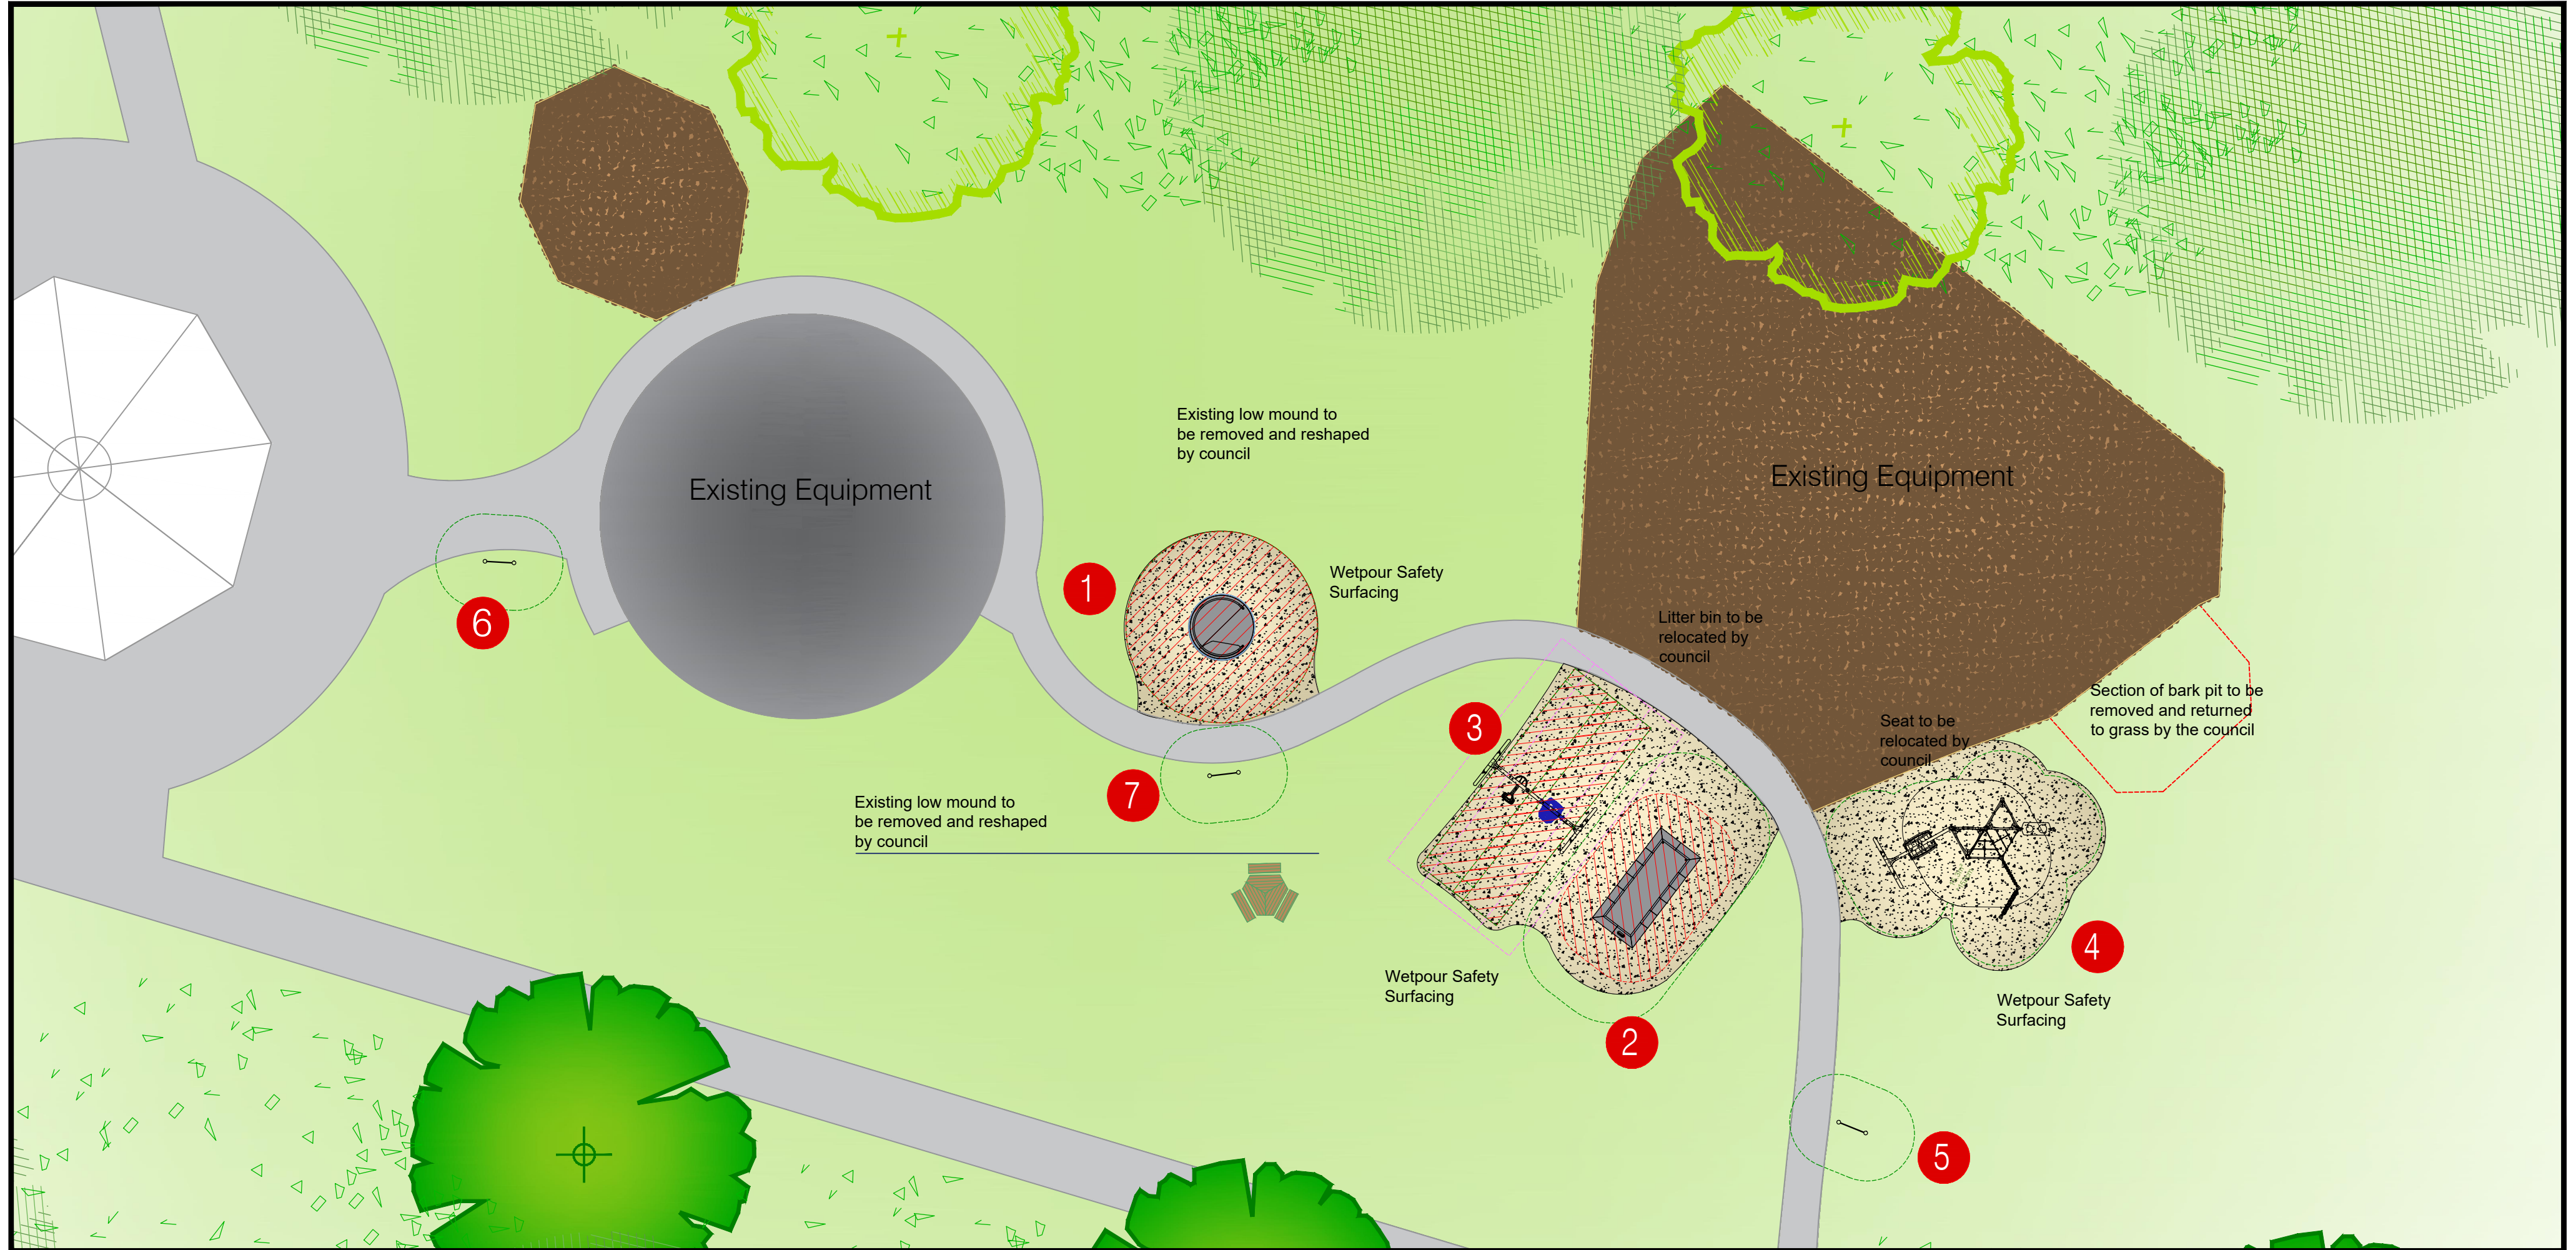 Existing low mound to
be removed and reshaped
by council
Existing Equipment
Existing Equipment
1
Wetpour Safety
Surfacing
6
Litter bin to be
relocated by
council
3
Section of bark pit to be
removed and returned
to grass by the council
Seat to be
relocated by
council
7
Existing low mound to
be removed and reshaped
by council
4
Wetpour Safety
Surfacing
Wetpour Safety
Surfacing
2
5